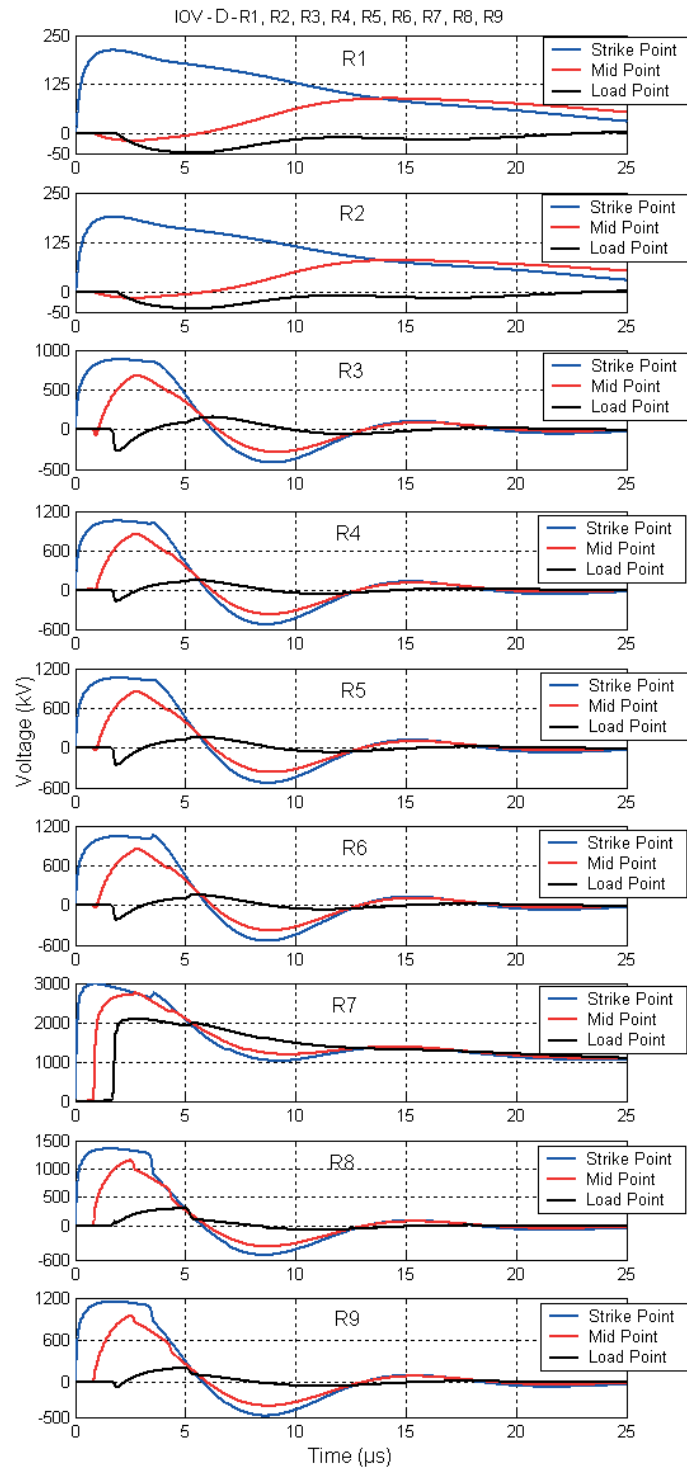 IOV - D - R1, R2, R3, R4, R5, R6, R7, R8, R9
250
125
0
-50
R1
Strike Point
Mid Point
Load Point
0 5 10 15 20 25
250
125
0
-50
R2
Strike Point
Mid Point
Load Point
0 5 10 15 20 25
1000
500
0
-500
R3
Strike Point
Mid Point
Load Point
0 5 10 15 20 25
1200
600
0
-600
R4
Strike Point
Mid Point
Load Point
0 5 10 15 20 25
Voltage (kV)
1200
600
0
-600
R5
Strike Point
Mid Point
Load Point
0 5 10 15 20 25
1200
600
0
-600
R6
Strike Point
Mid Point
Load Point
0 5 10 15 20 25
3000
2000
1000
0
R7
Strike Point
Mid Point
Load Point
0 5 10 15 20 25
1500
1000
500
0
-600
R8
Strike Point
Mid Point
Load Point
0 5 10 15 20 25
1200
600
0
-500
R9
Strike Point
Mid Point
Load Point
0 5 10 15 20 25
Time (µs)